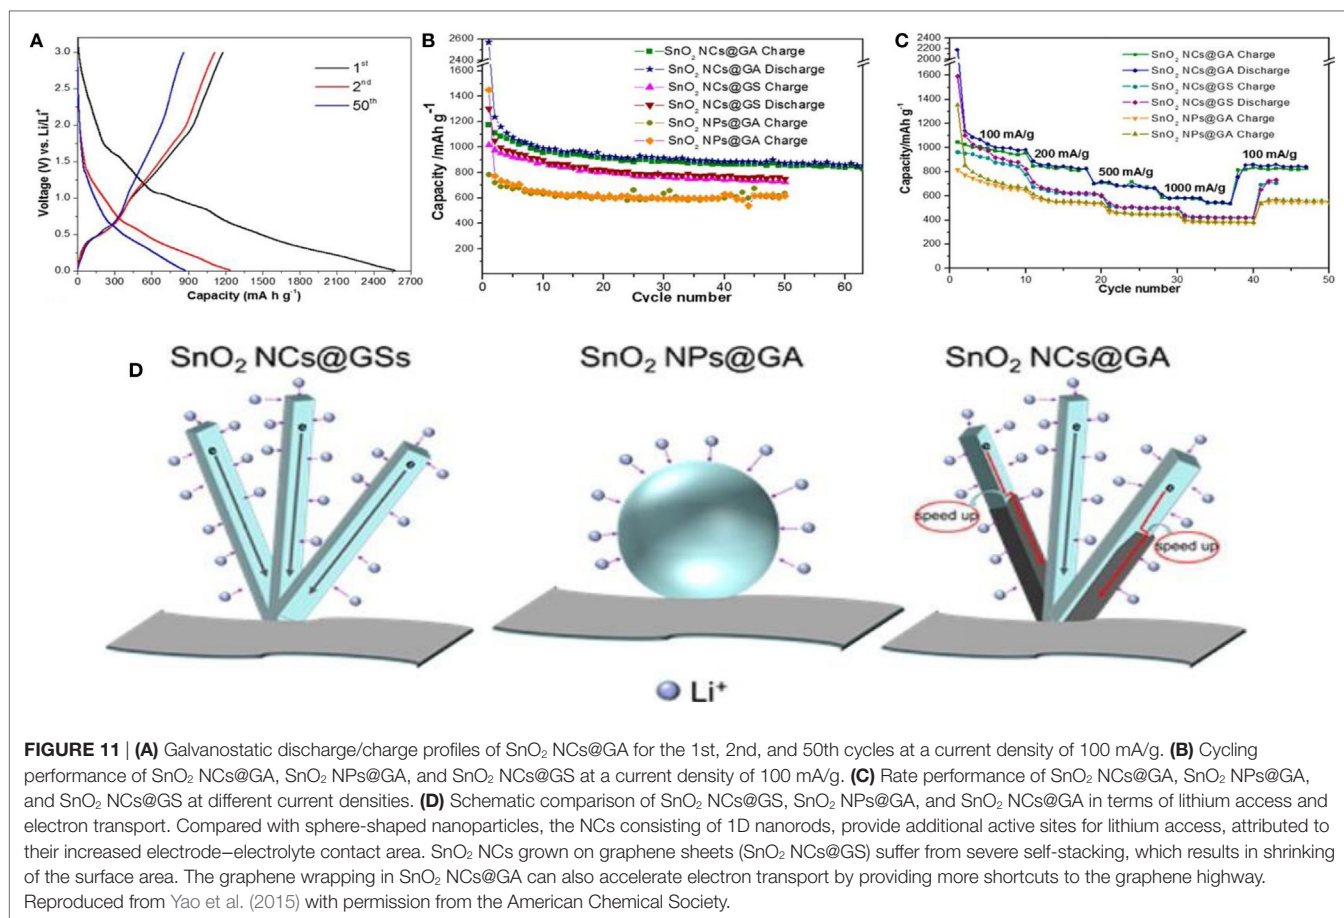 A
3.0
2.5
2.0
1.5
1.0
0.5
0.0
Voltage (V) vs. Li/Li⁺
1ˢᵗ
2ⁿᵈ
50ᵗʰ
0 300 600 900 1200 1500 1800 2100 2400 2700
Capacity (mA h g⁻¹)
B
2600
2400
1600
1400
1200
1000
800
600
400
200
Capacity /mAh g⁻¹
SnO₂ NCs@GA Charge
SnO₂ NCs@GA Discharge
SnO₂ NCs@GS Charge
SnO₂ NCs@GS Discharge
SnO₂ NPs@GA Charge
SnO₂ NPs@GA Charge
0 10 20 30 40 50 60
Cycle number
C
2400
2200
2000
1600
1400
1200
1000
800
600
400
200
0
Capacity/mAh g⁻¹
SnO₂ NCs@GA Charge
SnO₂ NCs@GA Discharge
SnO₂ NCs@GS Charge
SnO₂ NCs@GS Discharge
SnO₂ NPs@GA Charge
SnO₂ NPs@GA Charge
100 mA/g
200 mA/g
500 mA/g
1000 mA/g
100 mA/g
0 10 20 30 40 50
Cycle number
D
SnO₂ NCs@GSs
SnO₂ NPs@GA
SnO₂ NCs@GA
e
e
e
e
e
e
speed up
speed up
Li⁺
FIGURE 11 | (A) Galvanostatic discharge/charge profiles of SnO₂ NCs@GA for the 1st, 2nd, and 50th cycles at a current density of 100 mA/g. (B) Cycling
performance of SnO₂ NCs@GA, SnO₂ NPs@GA, and SnO₂ NCs@GS at a current density of 100 mA/g. (C) Rate performance of SnO₂ NCs@GA, SnO₂ NPs@GA,
and SnO₂ NCs@GS at different current densities. (D) Schematic comparison of SnO₂ NCs@GS, SnO₂ NPs@GA, and SnO₂ NCs@GA in terms of lithium access and
electron transport. Compared with sphere-shaped nanoparticles, the NCs consisting of 1D nanorods, provide additional active sites for lithium access, attributed to
their increased electrode–electrolyte contact area. SnO₂ NCs grown on graphene sheets (SnO₂ NCs@GS) suffer from severe self-stacking, which results in shrinking
of the surface area. The graphene wrapping in SnO₂ NCs@GA can also accelerate electron transport by providing more shortcuts to the graphene highway.
Reproduced from Yao et al. (2015) with permission from the American Chemical Society.